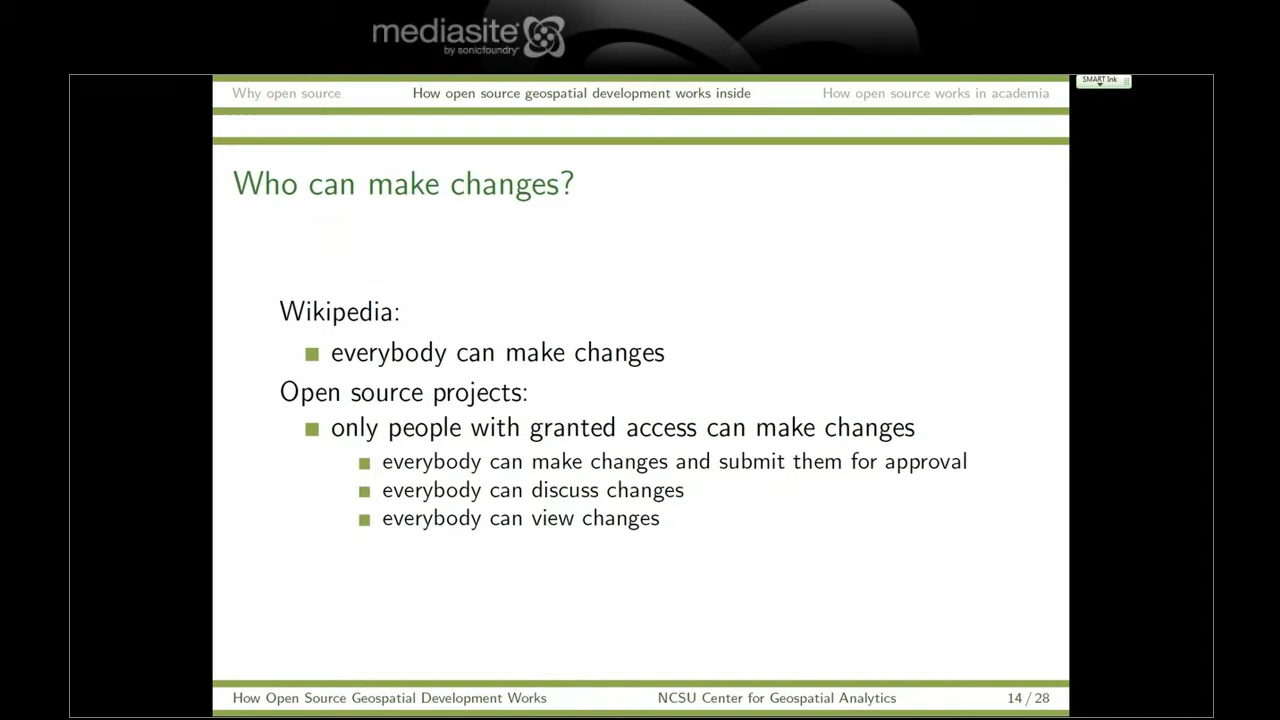 mediasite
by sonicfoundry
SMART Ink
Why open source How open source geospatial development works inside How open source works in academia
Who can make changes?
Wikipedia:
everybody can make changes
Open source projects:
only people with granted access can make changes
everybody can make changes and submit them for approval
everybody can discuss changes
everybody can view changes
How Open Source Geospatial Development Works NCSU Center for Geospatial Analytics 14 / 28